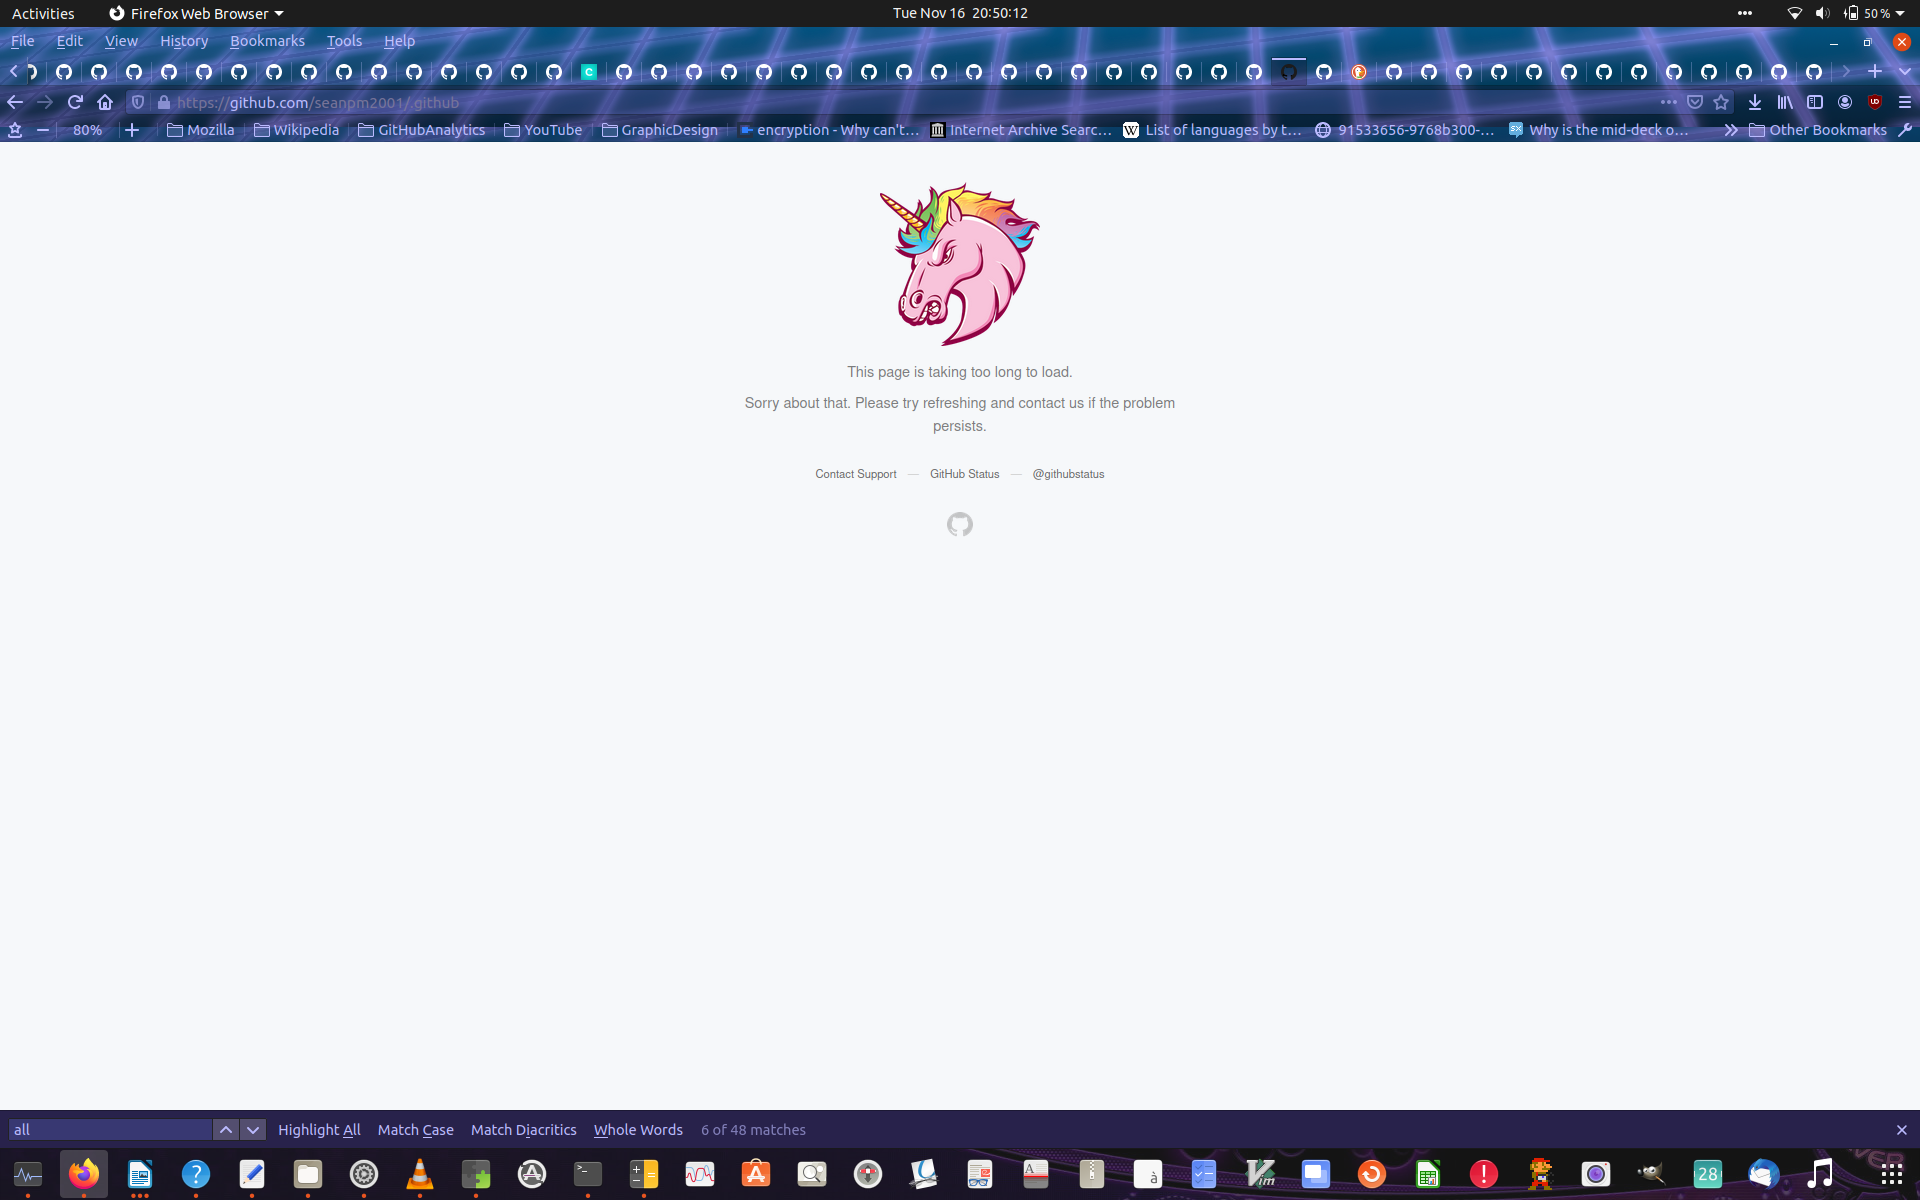 Activities Firefox Web Browser Tue Nov 16 20:50:12 50 %
File Edit View History Bookmarks Tools Help
https://github.com/seanpm2001/.github
80% Mozilla Wikipedia GitHubAnalytics YouTube GraphicDesign encryption - Why can't... Internet Archive Searc... List of languages by t... 91533656-9768b300-... Why is the mid-deck o... Other Bookmarks
This page is taking too long to load.
Sorry about that. Please try refreshing and contact us if the problem
persists.
Contact Support — GitHub Status — @githubstatus
all Highlight All Match Case Match Diacritics Whole Words 6 of 48 matches
28